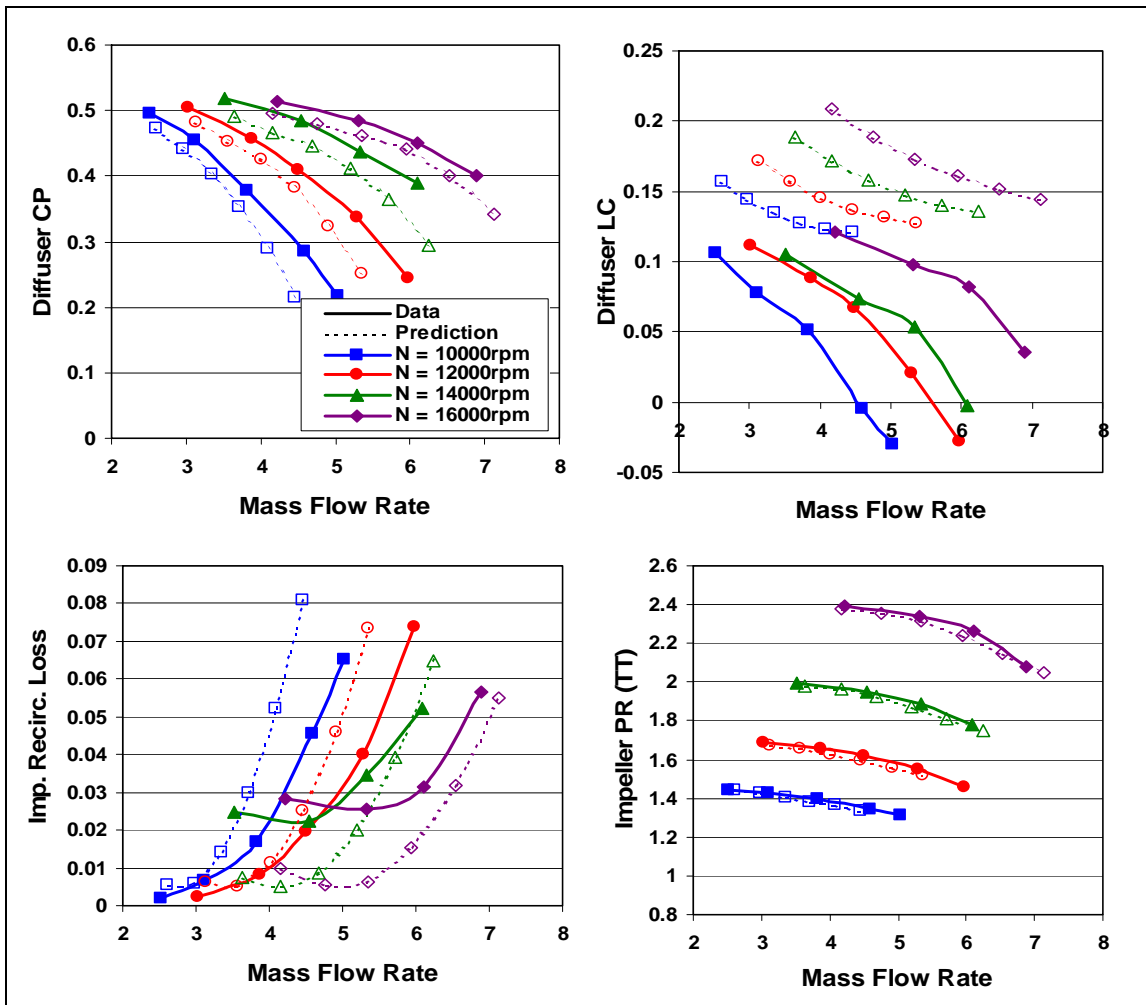 0.6
0.5
0.4
0.3
0.2
0.1
0
2 3 4 5 6 7 8
Diffuser CP
Mass Flow Rate
Data
Prediction
N = 10000rpm
N = 12000rpm
N = 14000rpm
N = 16000rpm
0.25
0.20
0.15
0.1
0.05
0
-0.05
2 3 4 5 6 7 8
Diffuser LC
Mass Flow Rate
0.09
0.08
0.07
0.06
0.05
0.04
0.03
0.02
0.01
0
2 3 4 5 6 7 8
Imp. Recirc. Loss
Mass Flow Rate
2.6
2.4
2.2
2
1.8
1.6
1.4
1.2
1
0.8
2 3 4 5 6 7 8
Impeller PR (TT)
Mass Flow Rate